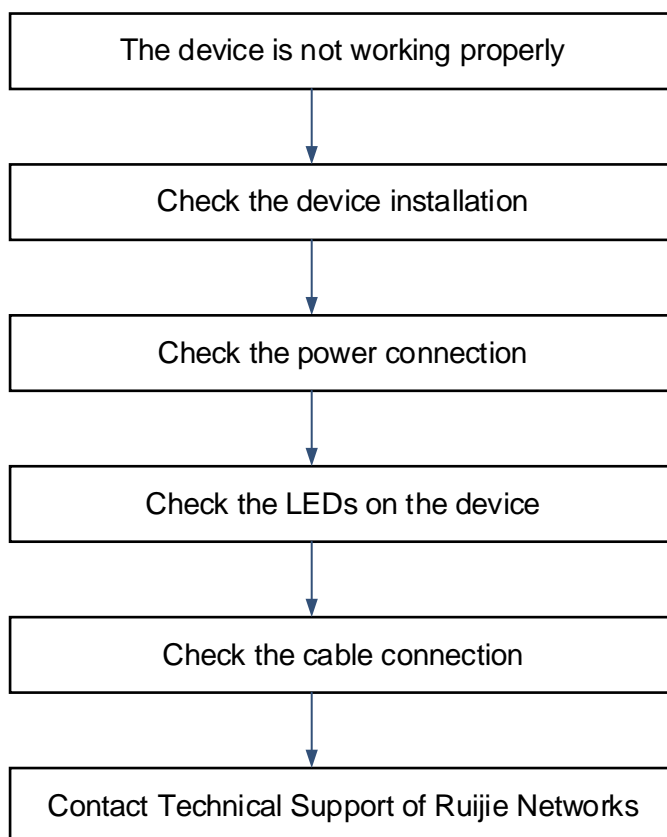 The device is not working properly
Check the device installation
Check the power connection
Check the LEDs on the device
Check the cable connection
Contact Technical Support of Ruijie Networks